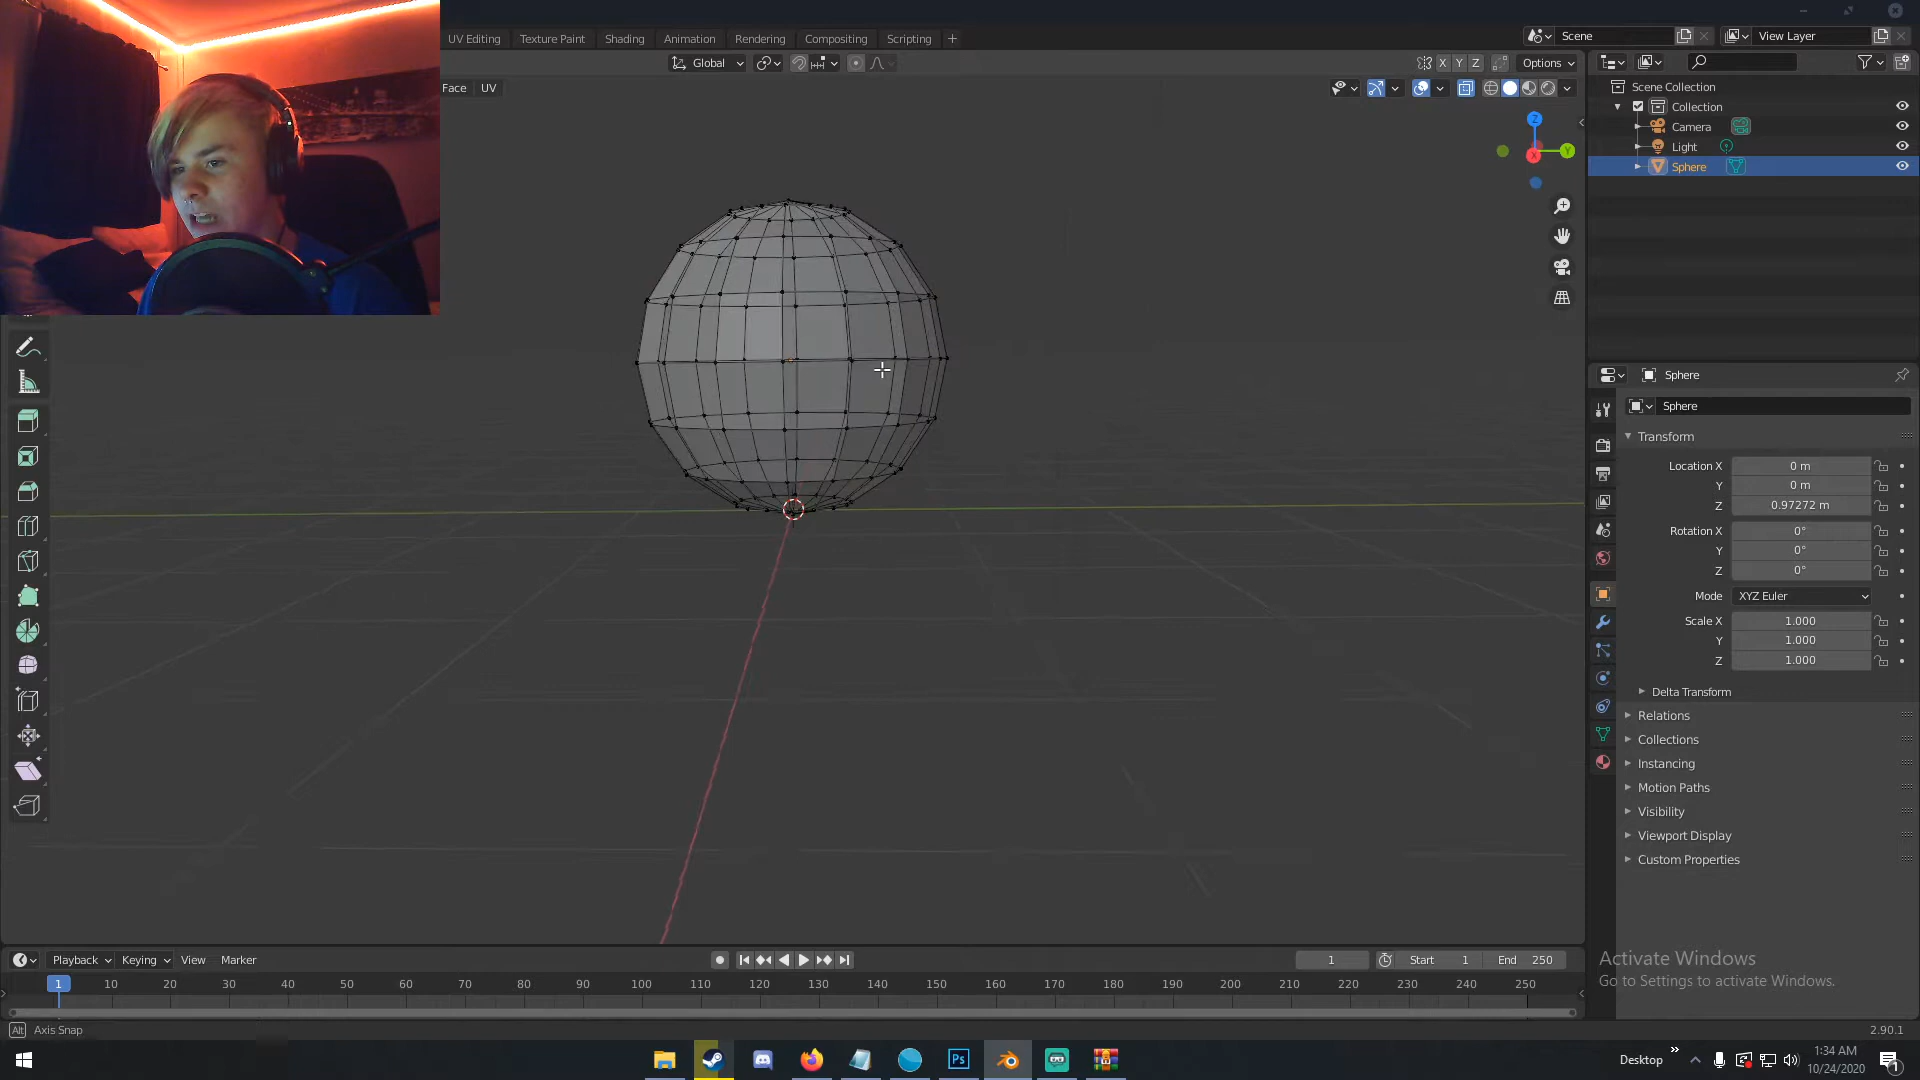 UV Editing Texture Paint Shading Animation Rendering Compositing Scripting +
Scene
View Layer
Global
X Y Z
Options
Face UV
Scene Collection
Collection
Camera
Light
Sphere
Z
Y
X
Sphere
Sphere
Transform
Location X 0 m
Y 0 m
Z 0.97272 m
Rotation X 0°
Y 0°
Z 0°
Mode XYZ Euler
Scale X 1.000
Y 1.000
Z 1.000
Delta Transform
Relations
Collections
Instancing
Motion Paths
Visibility
Viewport Display
Custom Properties
Activate Windows
Go to Settings to activate Windows.
Playback Keying View Marker
1
Start 1
End 250
1 10 20 30 40 50 60 70 80 90 100 110 120 130 140 150 160 170 180 190 200 210 220 230 240 250
Alt Axis Snap
2.90.1
Ps
Desktop
1:34 AM
10/24/2020
1